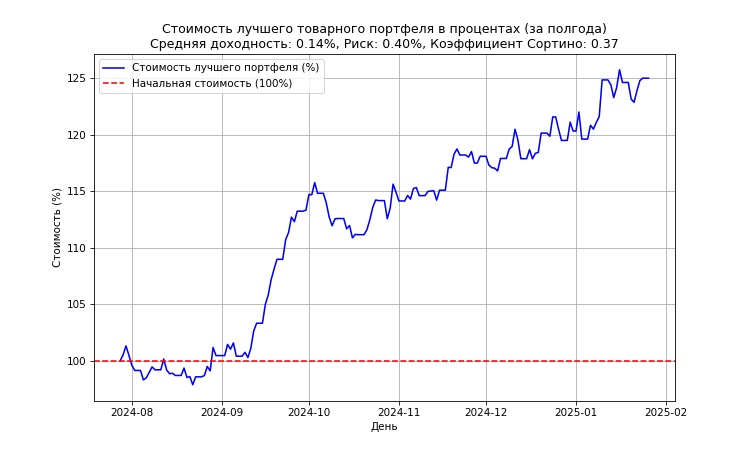 Стоимость лучшего товарного портфеля в процентах (за полгода)
Средняя доходность: 0.14%, Риск: 0.40%, Коэффициент Сортино: 0.37
Стоимость лучшего портфеля (%)
Начальная стоимость (100%)
Стоимость (%)
125
120
115
110
105
100
2024-08
2024-09
2024-10
2024-11
2024-12
2025-01
2025-02
День